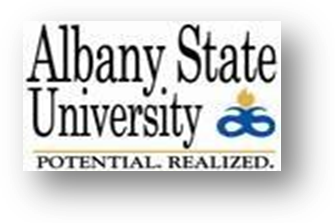 Albany State
University
POTENTIAL. REALIZED.